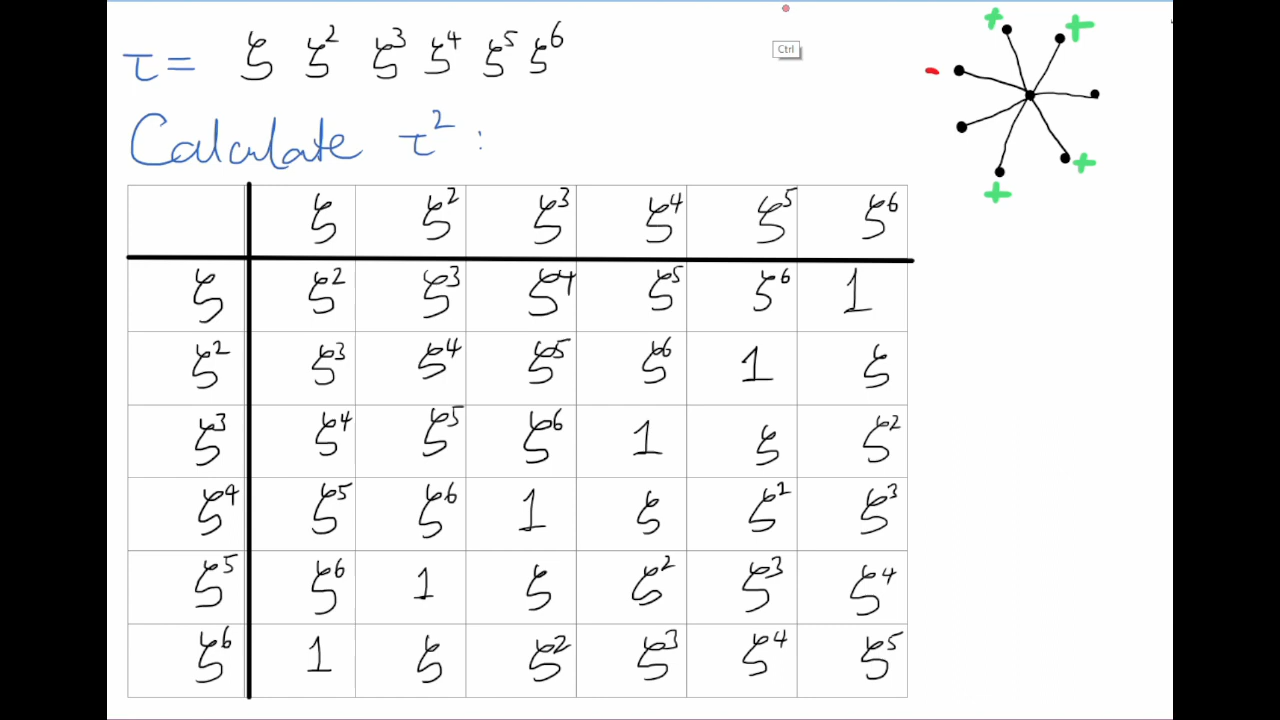 τ = ζ ζ² ζ³ ζ⁴ ζ⁵ ζ⁶
Ctrl
+ +
-
+
+
Calculate τ² :
ζ ζ² ζ³ ζ⁴ ζ⁵ ζ⁶
ζ ζ² ζ³ ζ⁴ ζ⁵ ζ⁶ 1
ζ² ζ³ ζ⁴ ζ⁵ ζ⁶ 1 ζ
ζ³ ζ⁴ ζ⁵ ζ⁶ 1 ζ ζ²
ζ⁴ ζ⁵ ζ⁶ 1 ζ ζ² ζ³
ζ⁵ ζ⁶ 1 ζ ζ² ζ³ ζ⁴
ζ⁶ 1 ζ ζ² ζ³ ζ⁴ ζ⁵